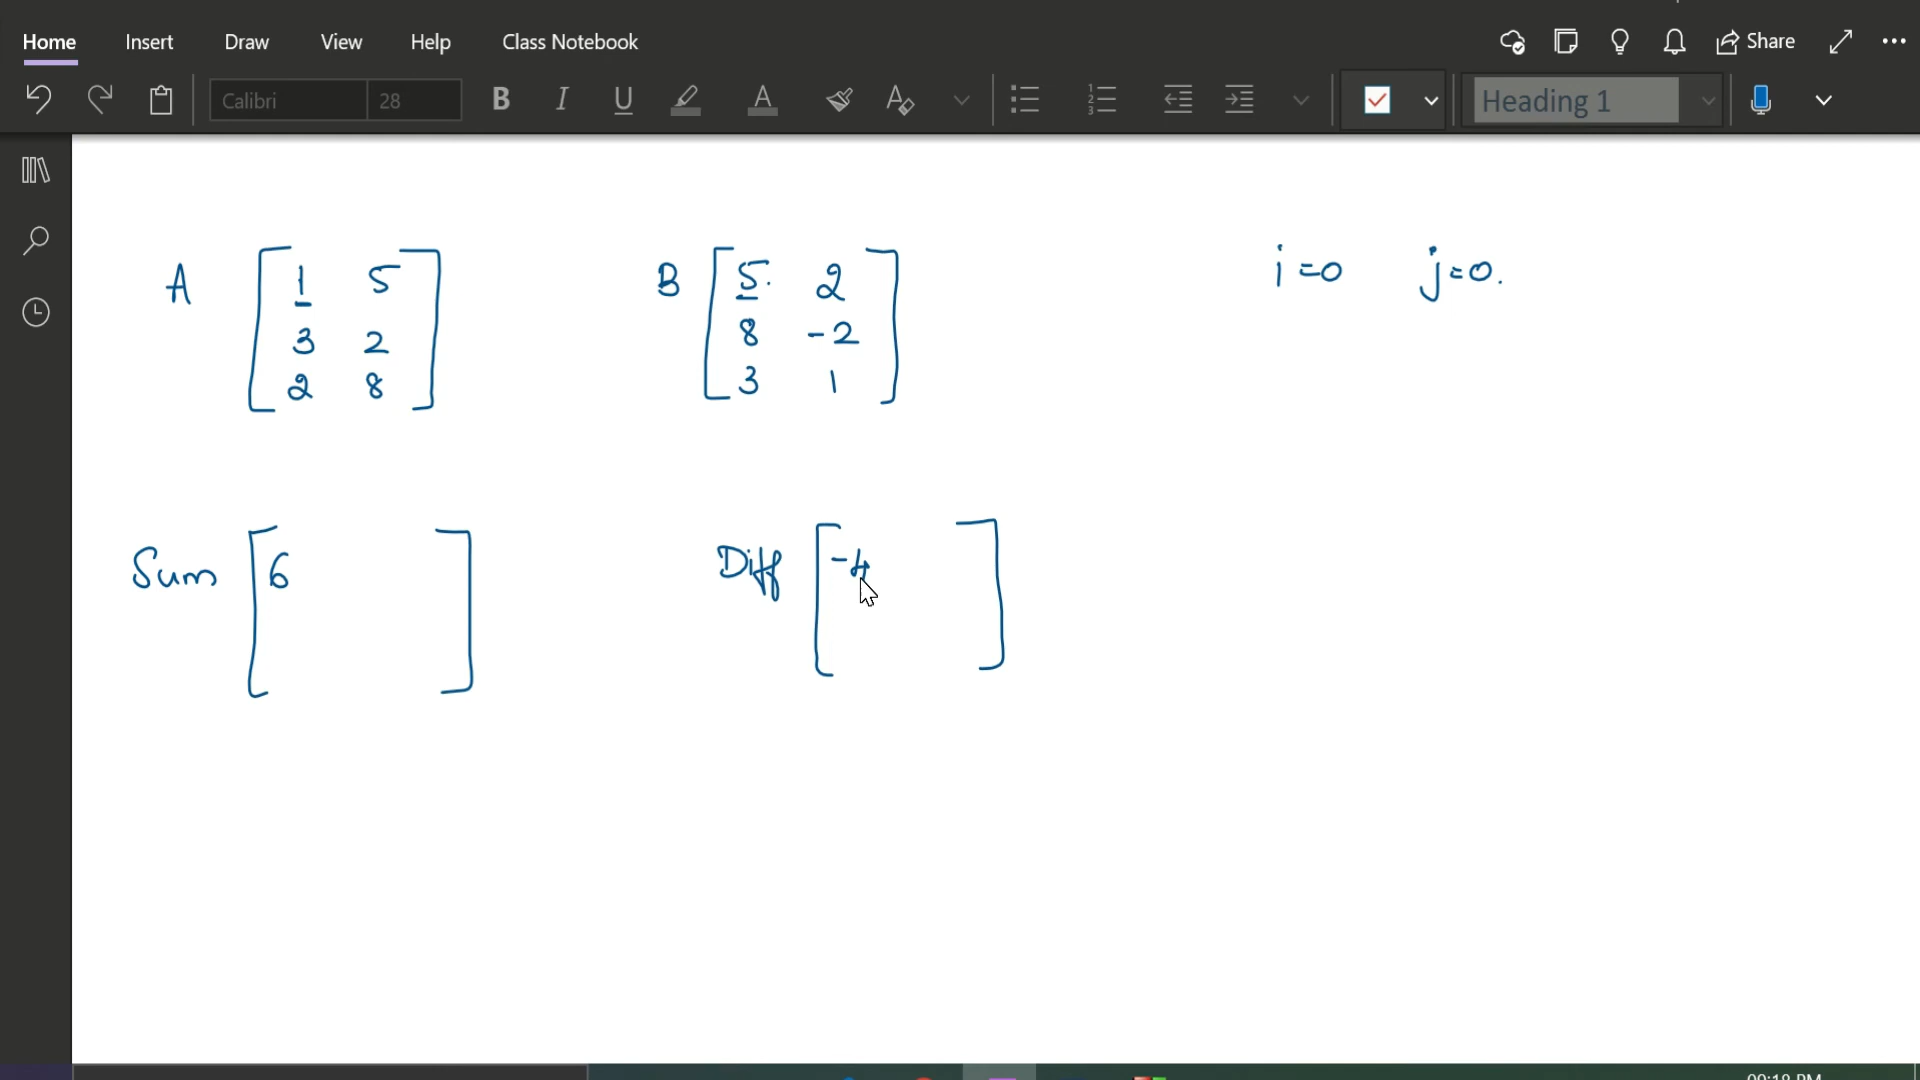 Home Insert Draw View Help Class Notebook Share
Calibri 28 B I U A A Heading 1
A [1 5 B [5. 2 i=0 j=0.
3 2] 8 -2]
2 8 3 1
Sum [6 ] Diff [-4 ]